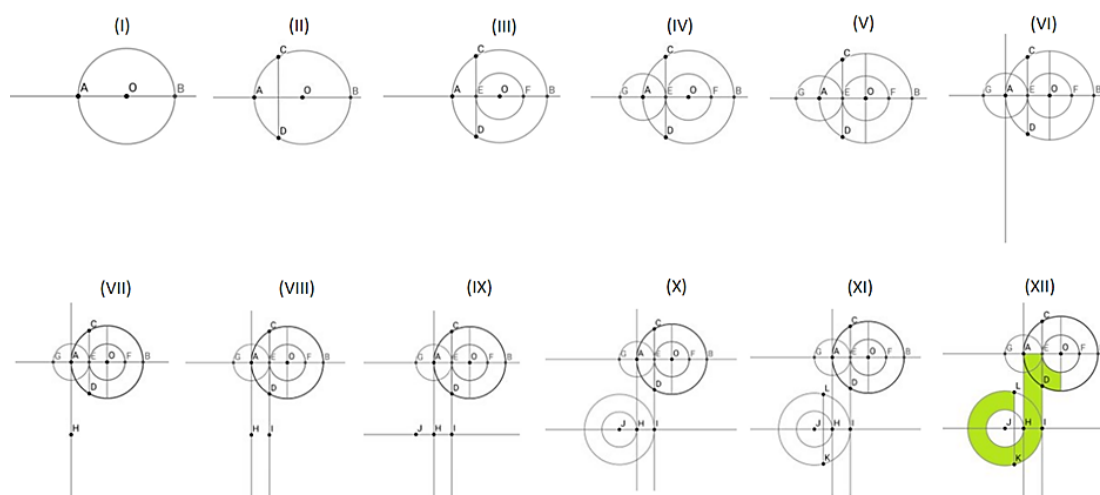 (I) (II) (III) (IV) (V) (VI)
C C C C C
A O B A O B A E O F B G A E O F B G A E O F B G A E O F B
D D D D D
(VII) (VIII) (IX) (X) (XI) (XII)
C C C C C C
G A E O F B G A E O F B G A E O F B G A E O F B G A E O F B G A E O F B
D D D D D D
L L
H H I J H I J H I J H I J H I
K K